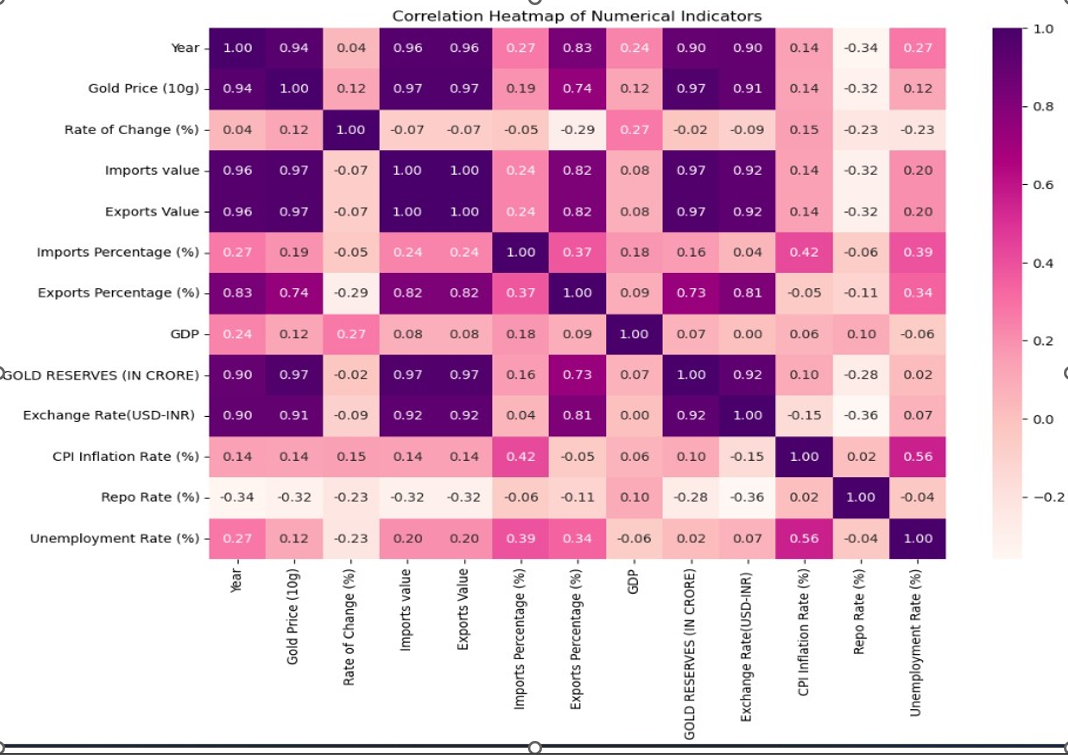 Correlation Heatmap of Numerical Indicators
Year 1.00 0.94 0.04 0.96 0.96 0.27 0.83 0.24 0.90 0.90 0.14 -0.34 0.27
Gold Price (10g) 0.94 1.00 0.12 0.97 0.97 0.19 0.74 0.12 0.97 0.91 0.14 -0.32 0.12
Rate of Change (%) 0.04 0.12 1.00 -0.07 -0.07 -0.05 -0.29 0.27 -0.02 -0.09 0.15 -0.23 -0.23
Imports value 0.96 0.97 -0.07 1.00 1.00 0.24 0.82 0.08 0.97 0.92 0.14 -0.32 0.20
Exports Value 0.96 0.97 -0.07 1.00 1.00 0.24 0.82 0.08 0.97 0.92 0.14 -0.32 0.20
Imports Percentage (%) 0.27 0.19 -0.05 0.24 0.24 1.00 0.37 0.18 0.16 0.04 0.42 -0.06 0.39
Exports Percentage (%) 0.83 0.74 -0.29 0.82 0.82 0.37 1.00 0.09 0.73 0.81 -0.05 -0.11 0.34
GDP 0.24 0.12 0.27 0.08 0.08 0.18 0.09 1.00 0.07 0.00 0.06 0.10 -0.06
GOLD RESERVES (IN CRORE) 0.90 0.97 -0.02 0.97 0.97 0.16 0.73 0.07 1.00 0.92 0.10 -0.28 0.02
Exchange Rate(USD-INR) 0.90 0.91 -0.09 0.92 0.92 0.04 0.81 0.00 0.92 1.00 -0.15 -0.36 0.07
CPI Inflation Rate (%) 0.14 0.14 0.15 0.14 0.14 0.42 -0.05 0.06 0.10 -0.15 1.00 0.02 0.56
Repo Rate (%) -0.34 -0.32 -0.23 -0.32 -0.32 -0.06 -0.11 0.10 -0.28 -0.36 0.02 1.00 -0.04
Unemployment Rate (%) 0.27 0.12 -0.23 0.20 0.20 0.39 0.34 -0.06 0.02 0.07 0.56 -0.04 1.00
Year
Gold Price (10g)
Rate of Change (%)
Imports value
Exports Value
Imports Percentage (%)
Exports Percentage (%)
GDP
GOLD RESERVES (IN CRORE)
Exchange Rate(USD-INR)
CPI Inflation Rate (%)
Repo Rate (%)
Unemployment Rate (%)
1.0
0.8
0.6
0.4
0.2
0.0
−0.2